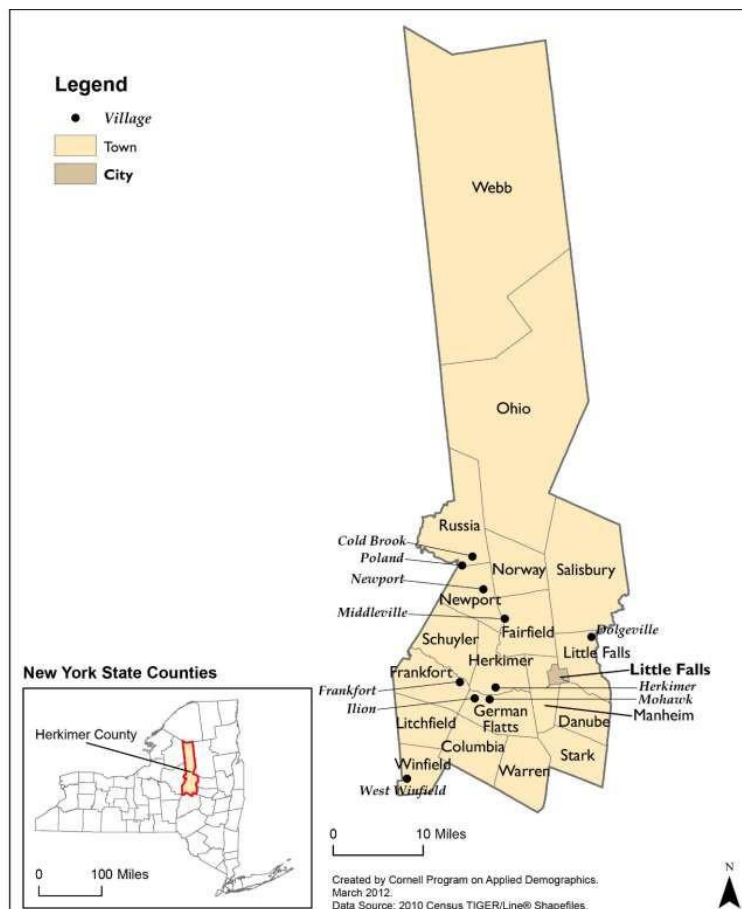 Legend
Village
Town
City
Webb
Ohio
Russia
Cold Brook
Poland
Norway
Salisbury
Newport
Newport
Middleville
Fairfield
Dolgeville
Schuyler
Little Falls
Herkimer
Little Falls
Frankfort
Frankfort
Herkimer
Ilion
Mohawk
German
Flatts
Manheim
Litchfield
Danube
Columbia
Stark
Winfield
Warren
West Winfield
New York State Counties
Herkimer County
0 100 Miles
0 10 Miles
Created by Cornell Program on Applied Demographics.
March 2012.
Data Source: 2010 Census TIGER/Line® Shapefiles.
N